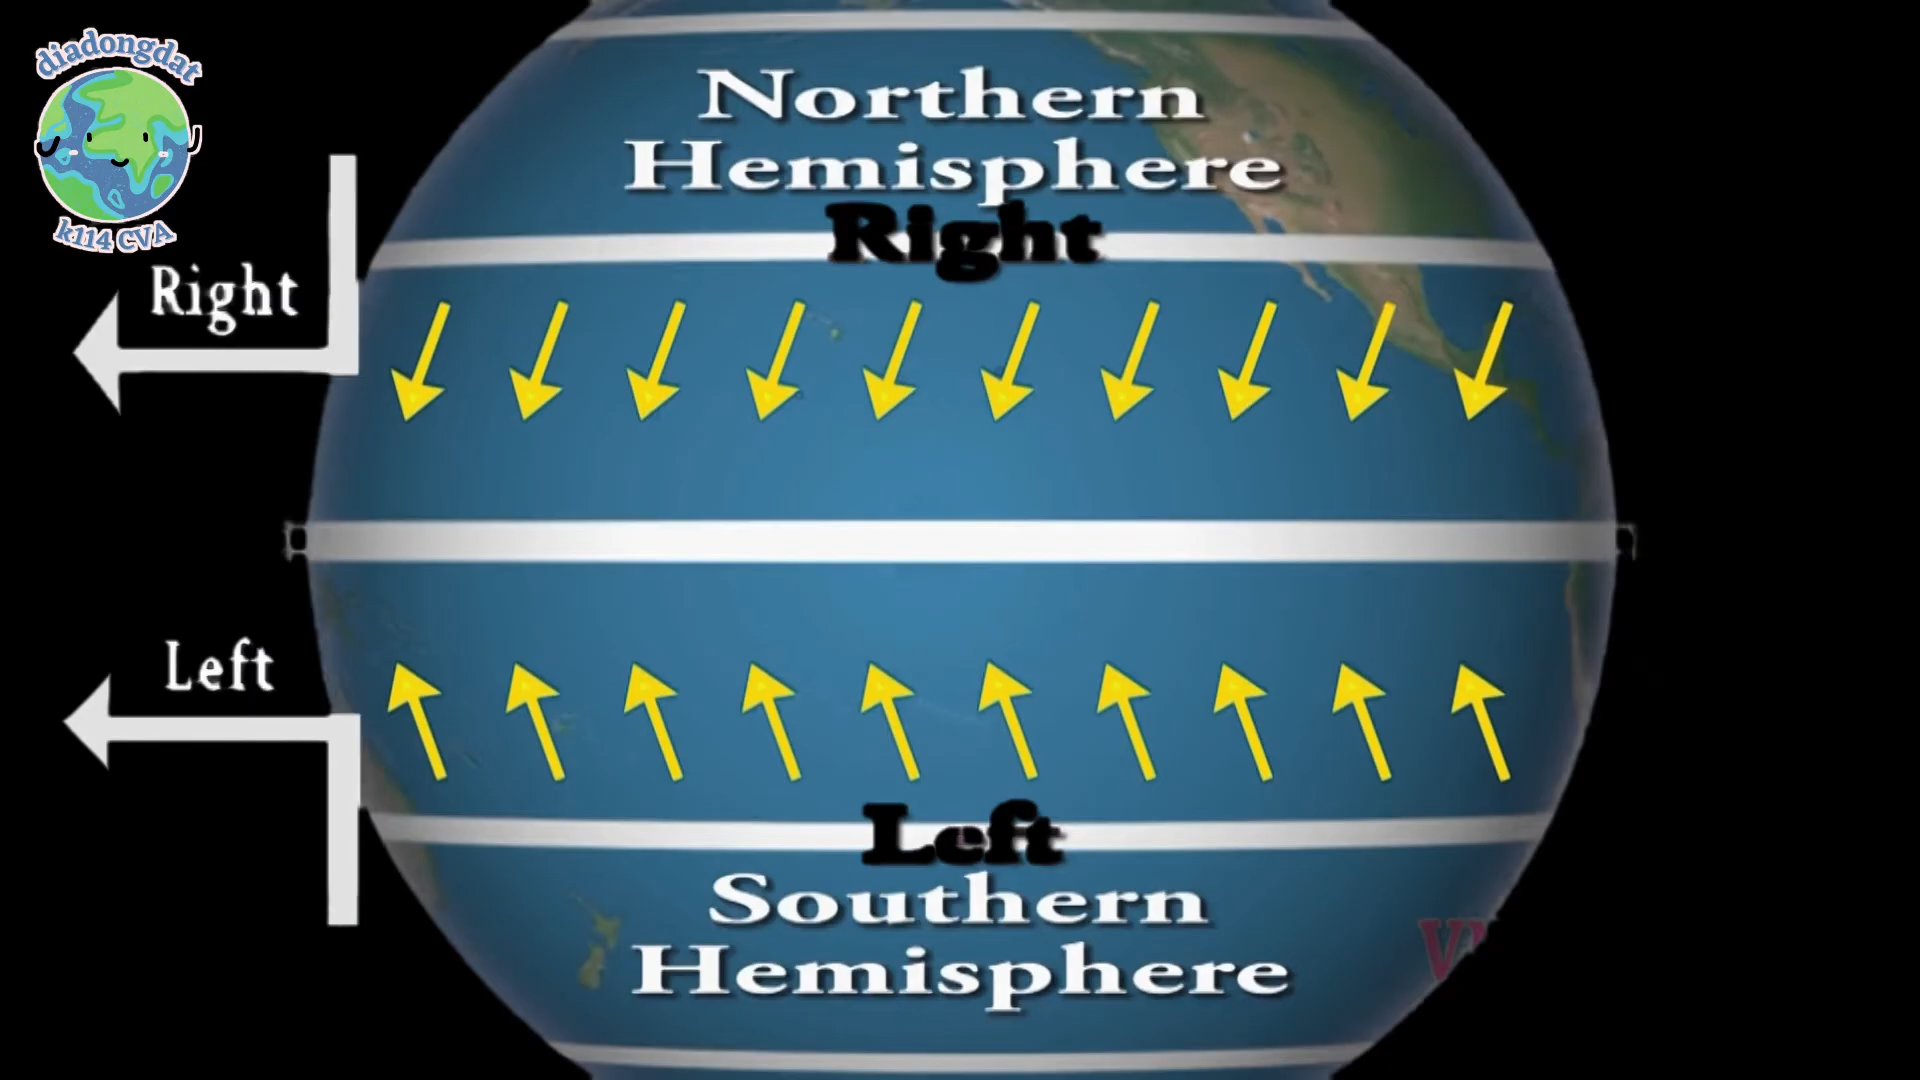 diadongdat
k114 CVA
Northern
Hemisphere
Right
Right
Left
Left
Southern
Hemisphere